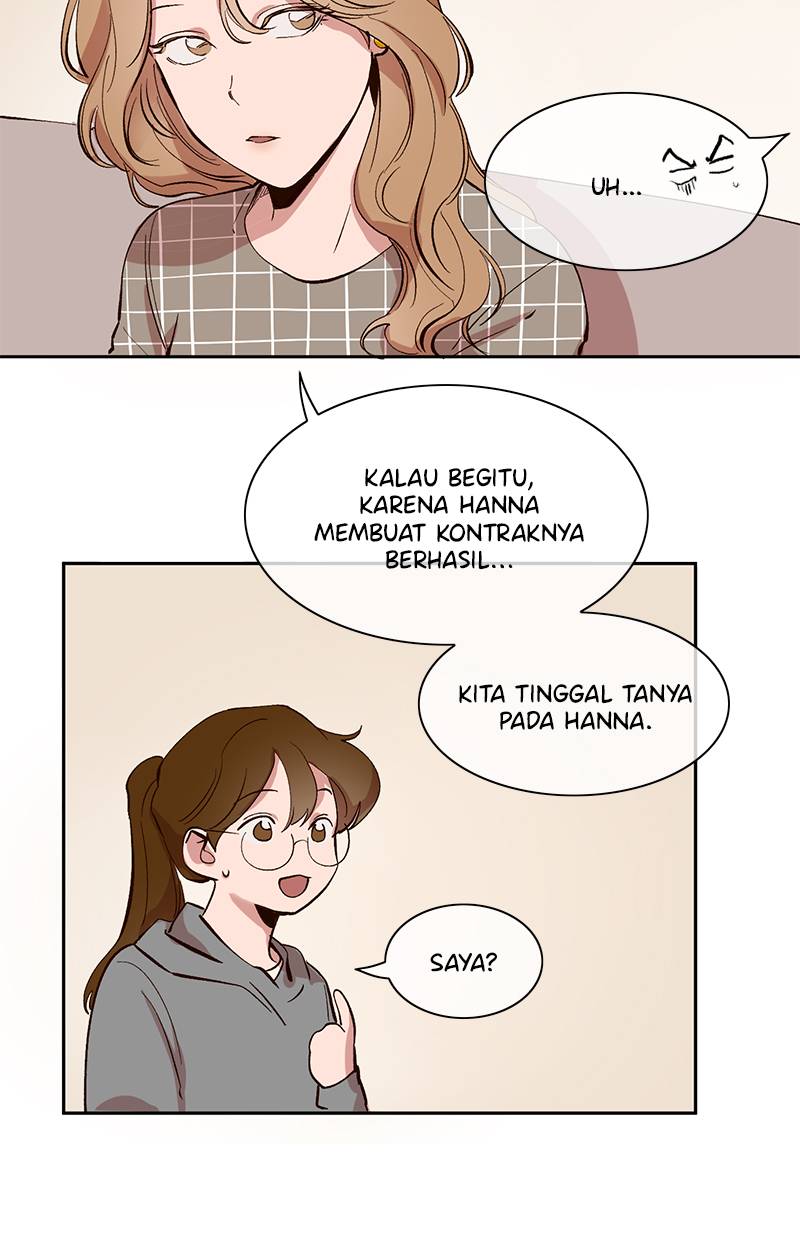 UH...
KALAU BEGITU,
KARENA HANNA
MEMBUAT KONTRAKNYA
BERHASIL...
KITA TINGGAL TANYA
PADA HANNA.
SAYA?